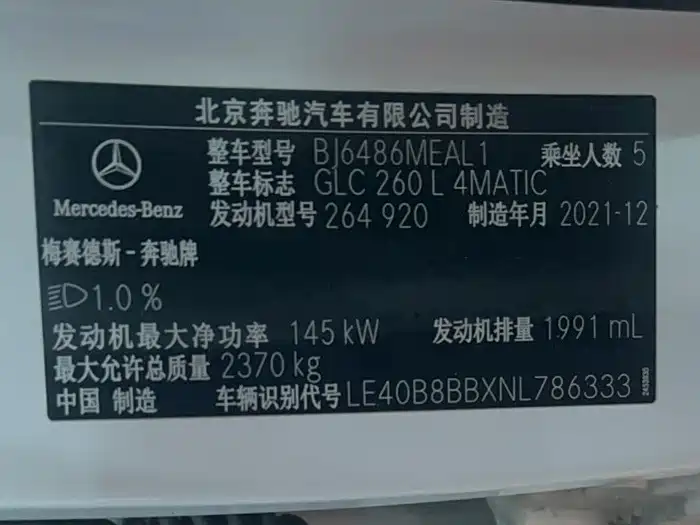 北京奔驰汽车有限公司制造
整车型号 BJ6486MEAL1 乘坐人数 5
整车标志 GLC 260 L 4MATIC
Mercedes-Benz 发动机型号 264 920 制造年月 2021-12
梅赛德斯-奔驰牌
1.0 %
发动机最大净功率 145 kW 发动机排量 1991 mL
最大允许总质量 2370 kg
中国 制造 车辆识别代号 LE40B8BBXNL786333